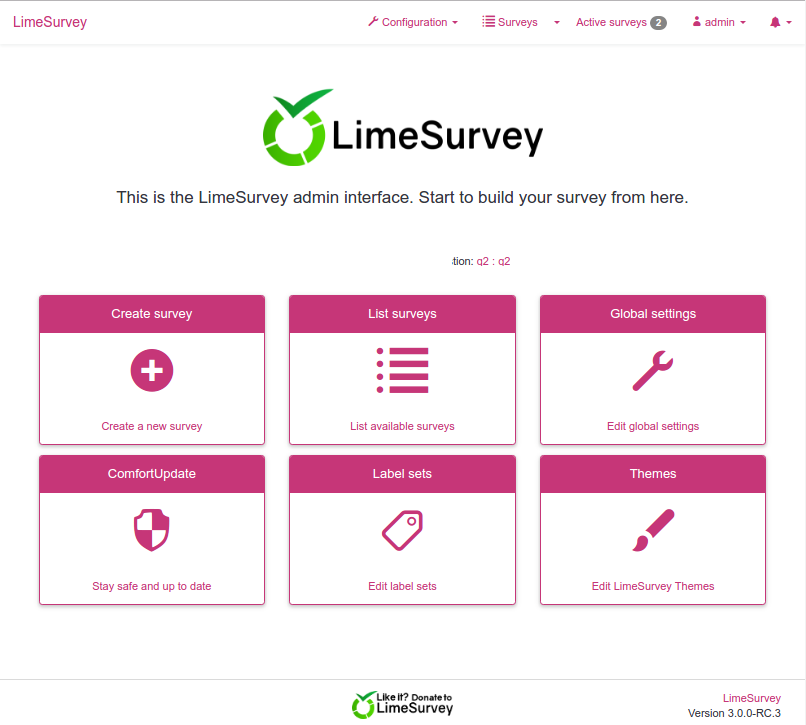 LimeSurvey Configuration Surveys Active surveys 2 admin
LimeSurvey
This is the LimeSurvey admin interface. Start to build your survey from here.
tion: q2 : q2
Create survey List surveys Global settings
Create a new survey List available surveys Edit global settings
ComfortUpdate Label sets Themes
Stay safe and up to date Edit label sets Edit LimeSurvey Themes
Like it? Donate to
LimeSurvey
LimeSurvey
Version 3.0.0-RC.3